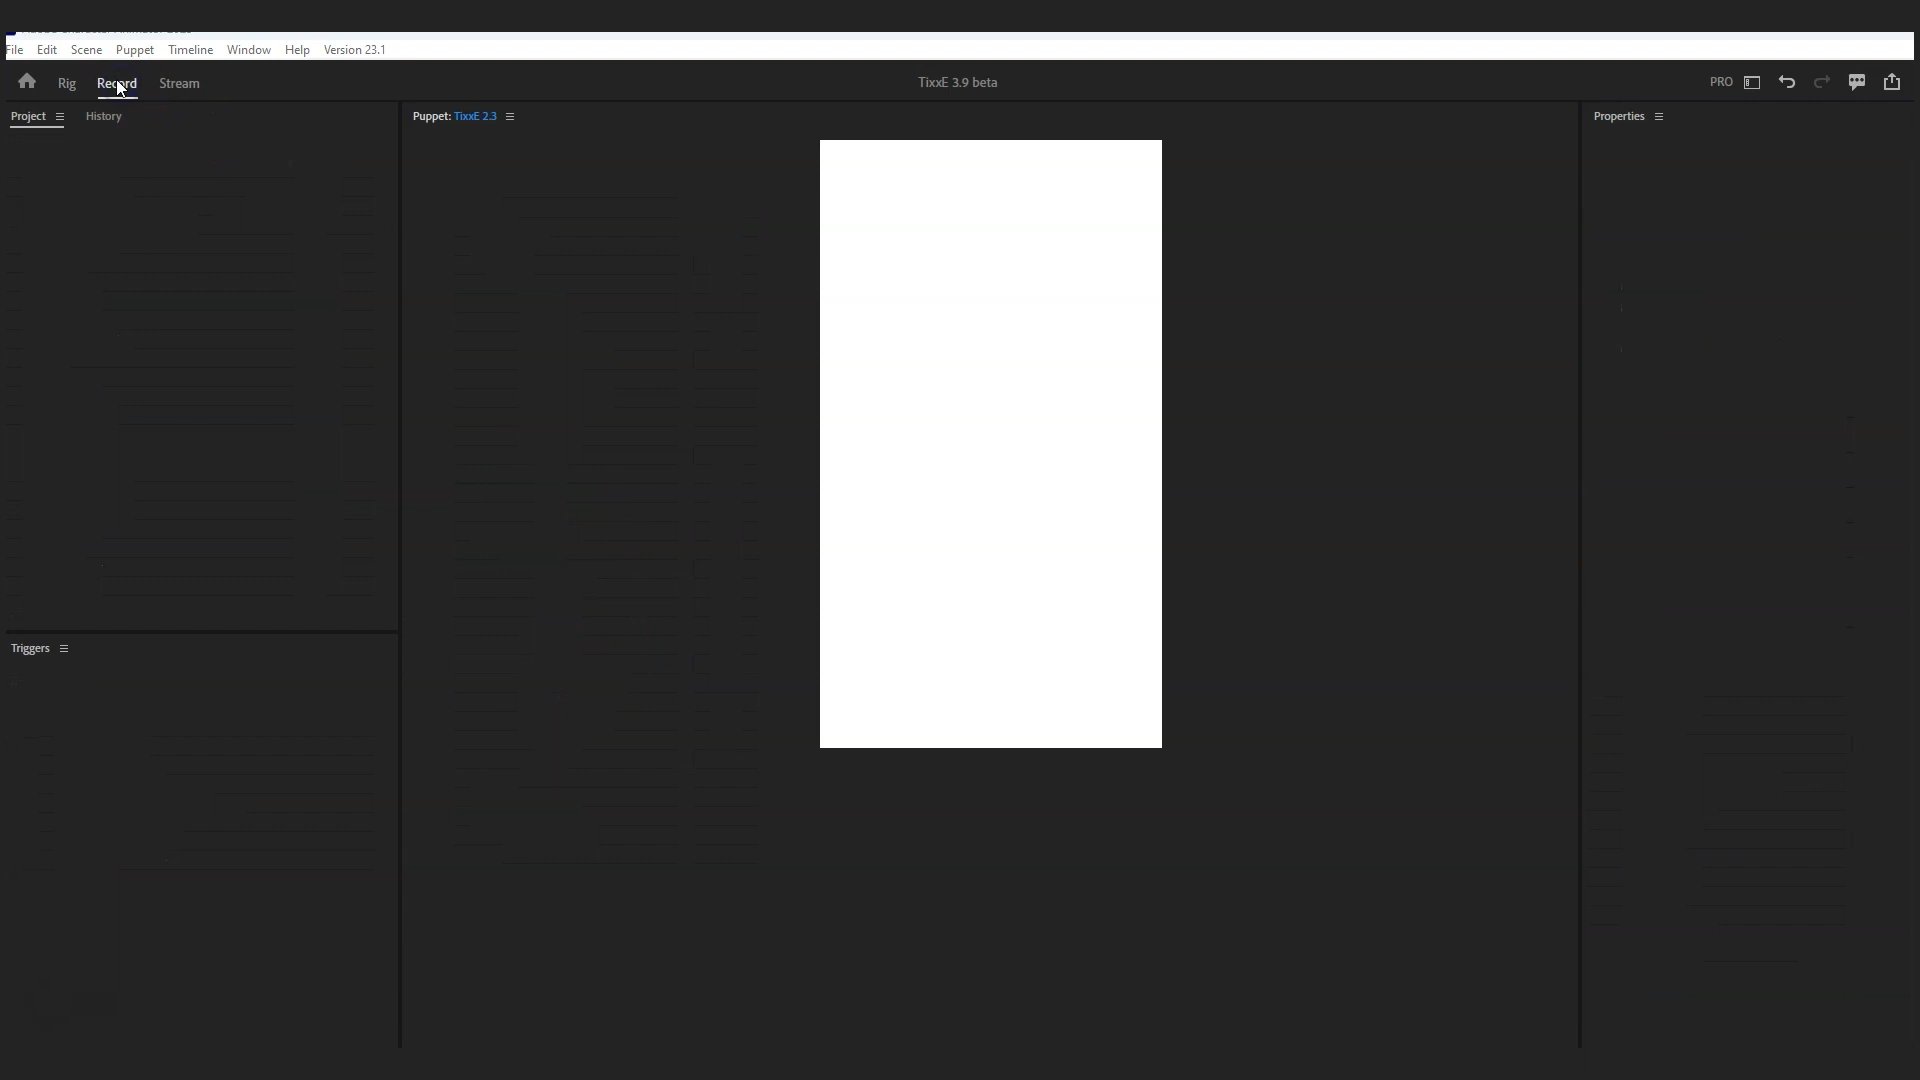 File Edit Scene Puppet Timeline Window Help Version 23.1
Rig Record Stream TixxE 3.9 beta PRO
Project History Puppet: TixxE 2.3 Properties
Triggers